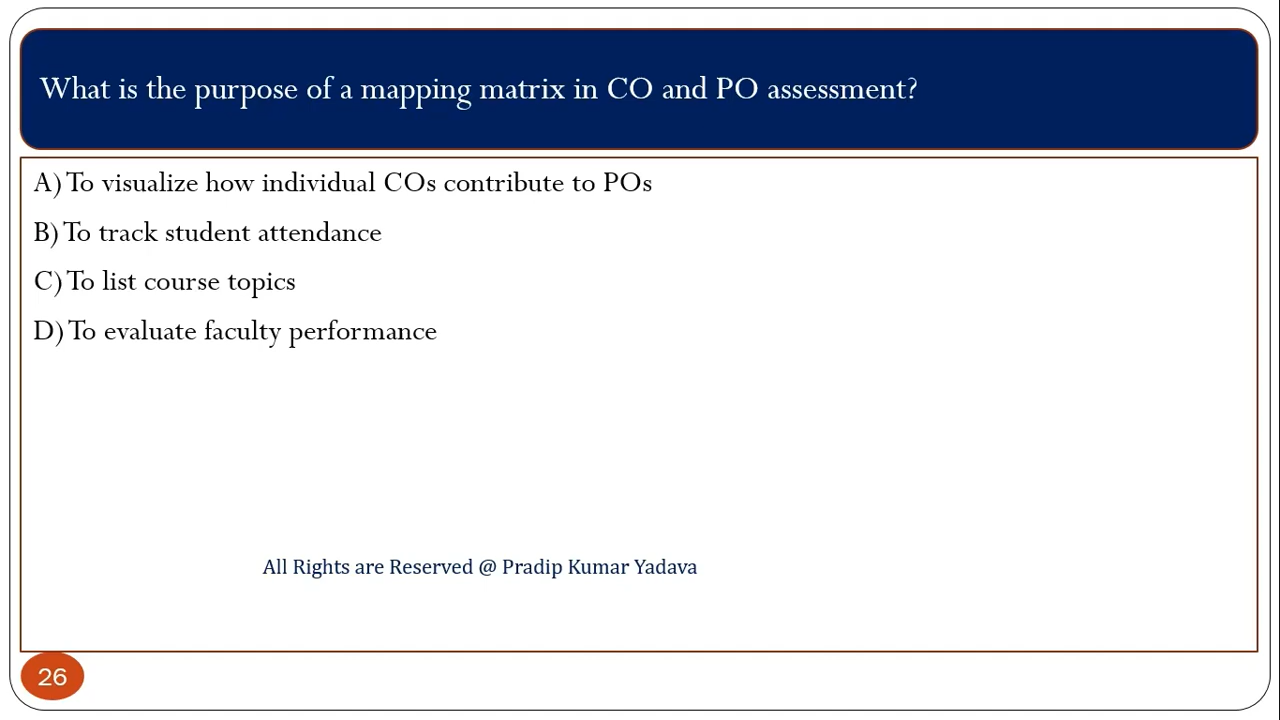 What is the purpose of a mapping matrix in CO and PO assessment?
A) To visualize how individual COs contribute to POs
B) To track student attendance
C) To list course topics
D) To evaluate faculty performance
All Rights are Reserved @ Pradip Kumar Yadava
26